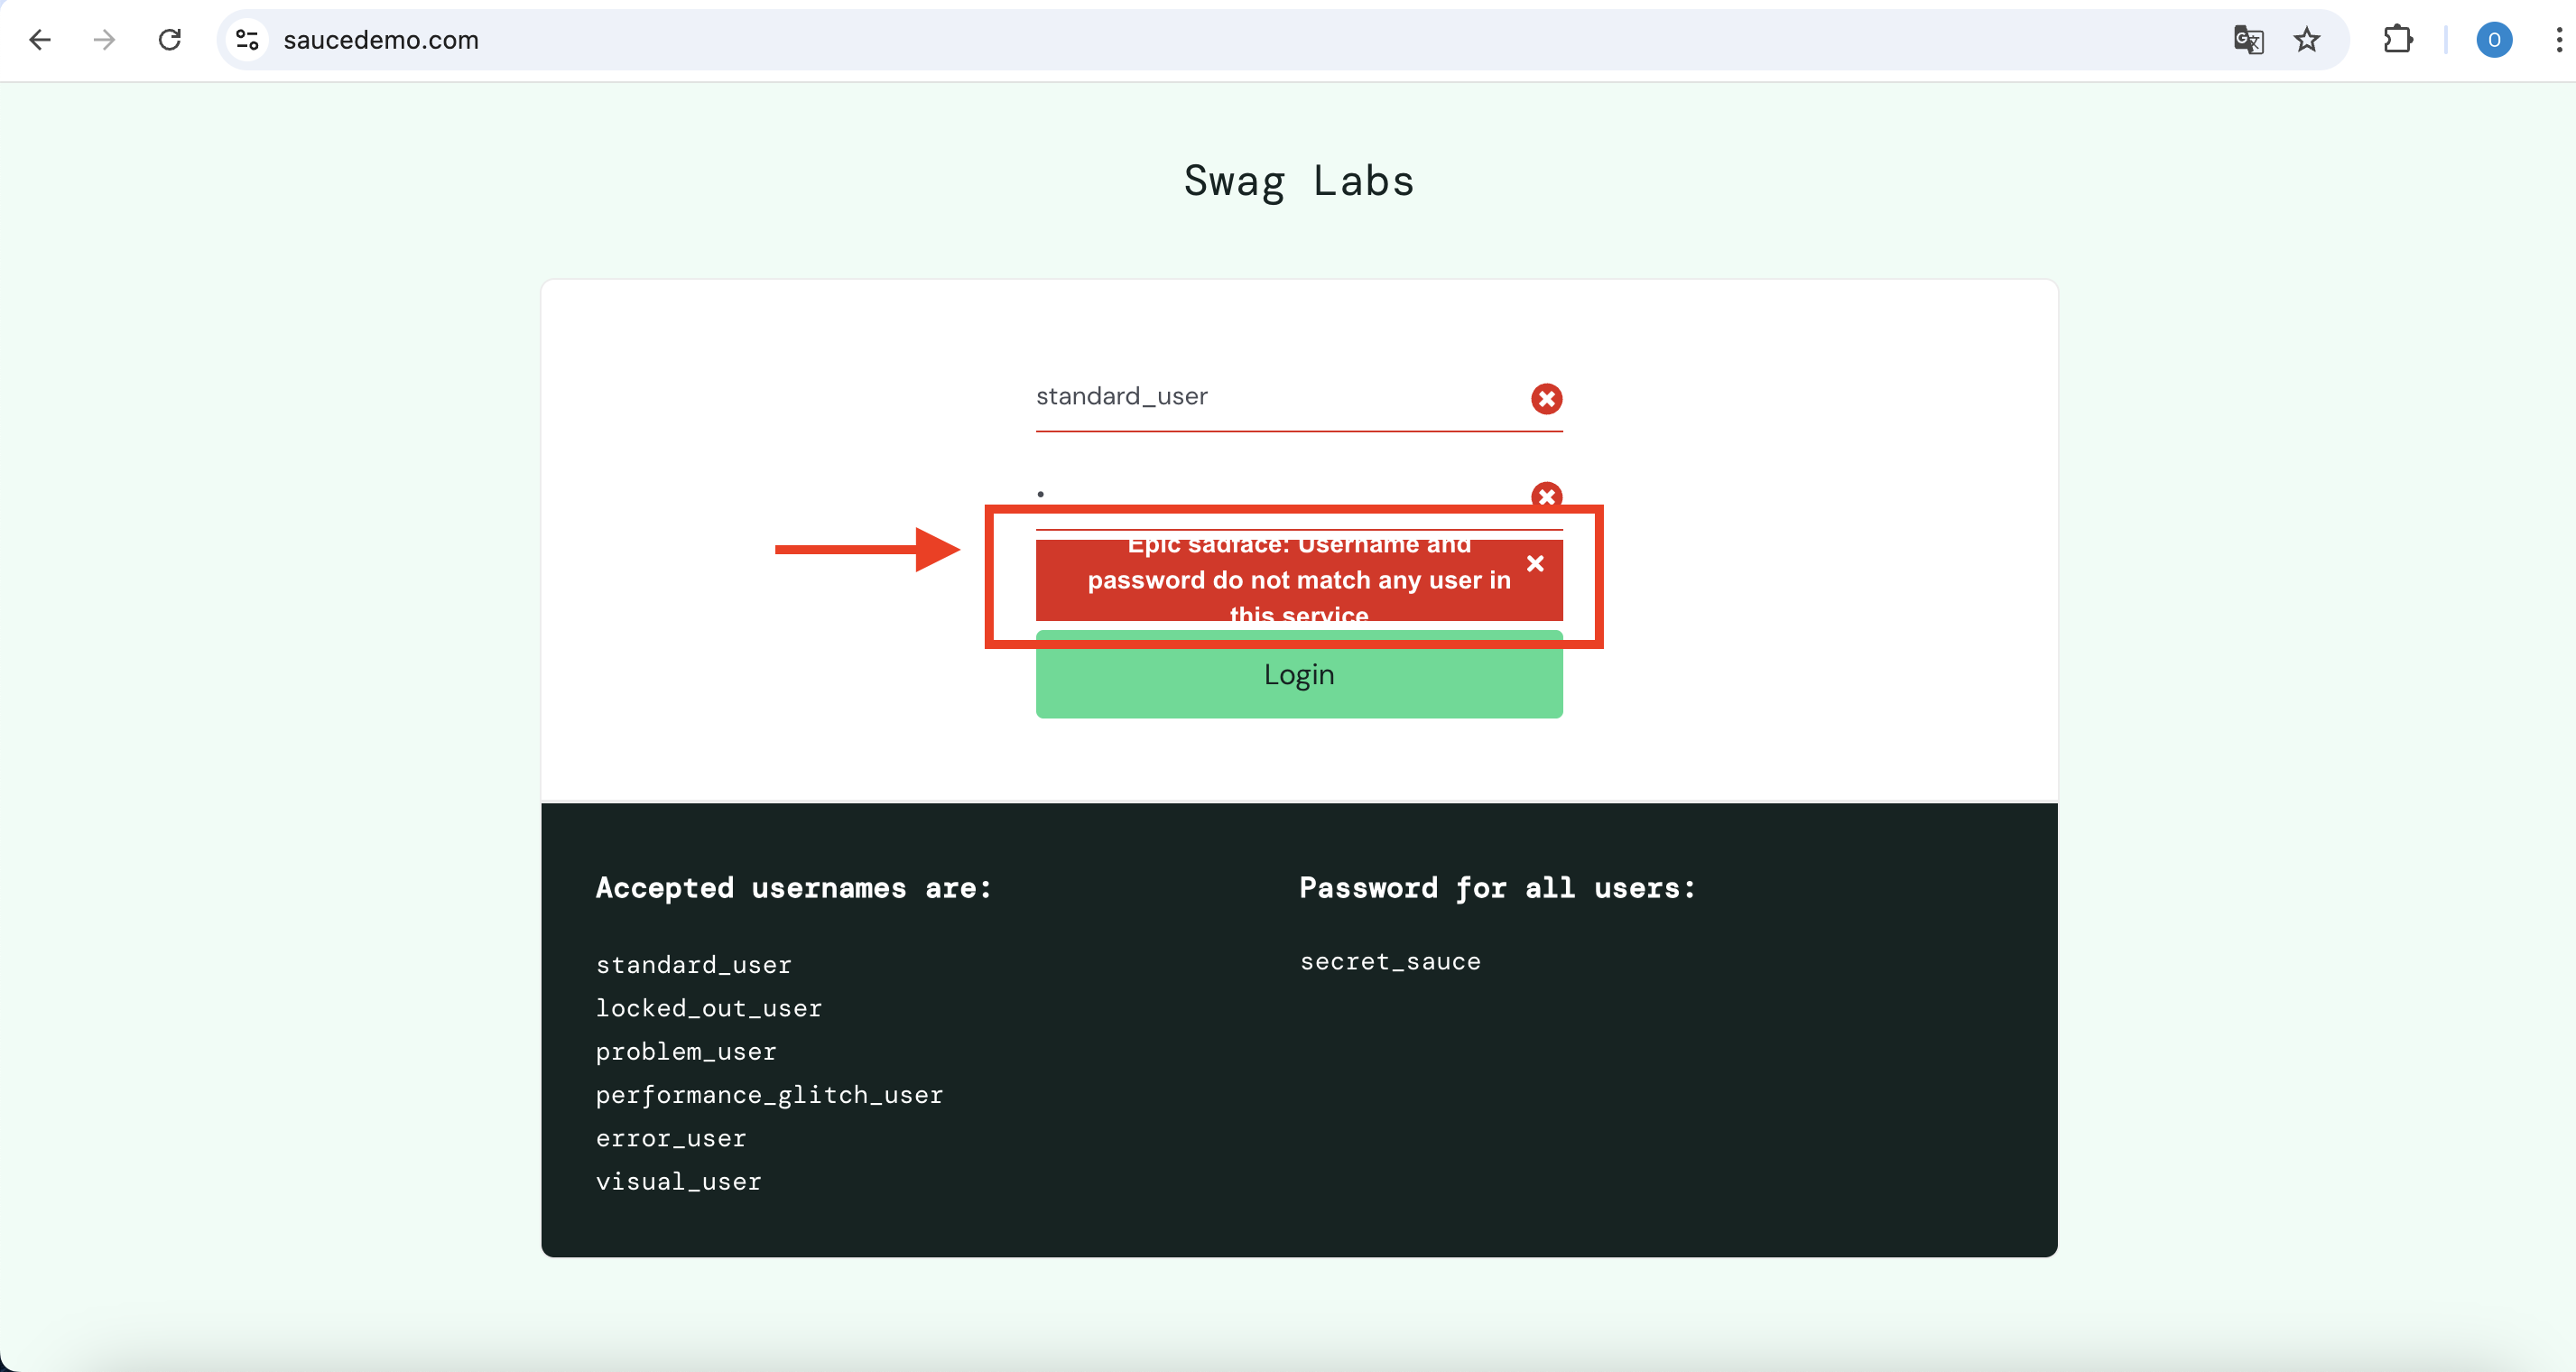 saucedemo.com
O
Swag Labs
standard_user
•
Epic sadface: Username and
password do not match any user in
this service
Login
Accepted usernames are:
Password for all users:
standard_user
secret_sauce
locked_out_user
problem_user
performance_glitch_user
error_user
visual_user